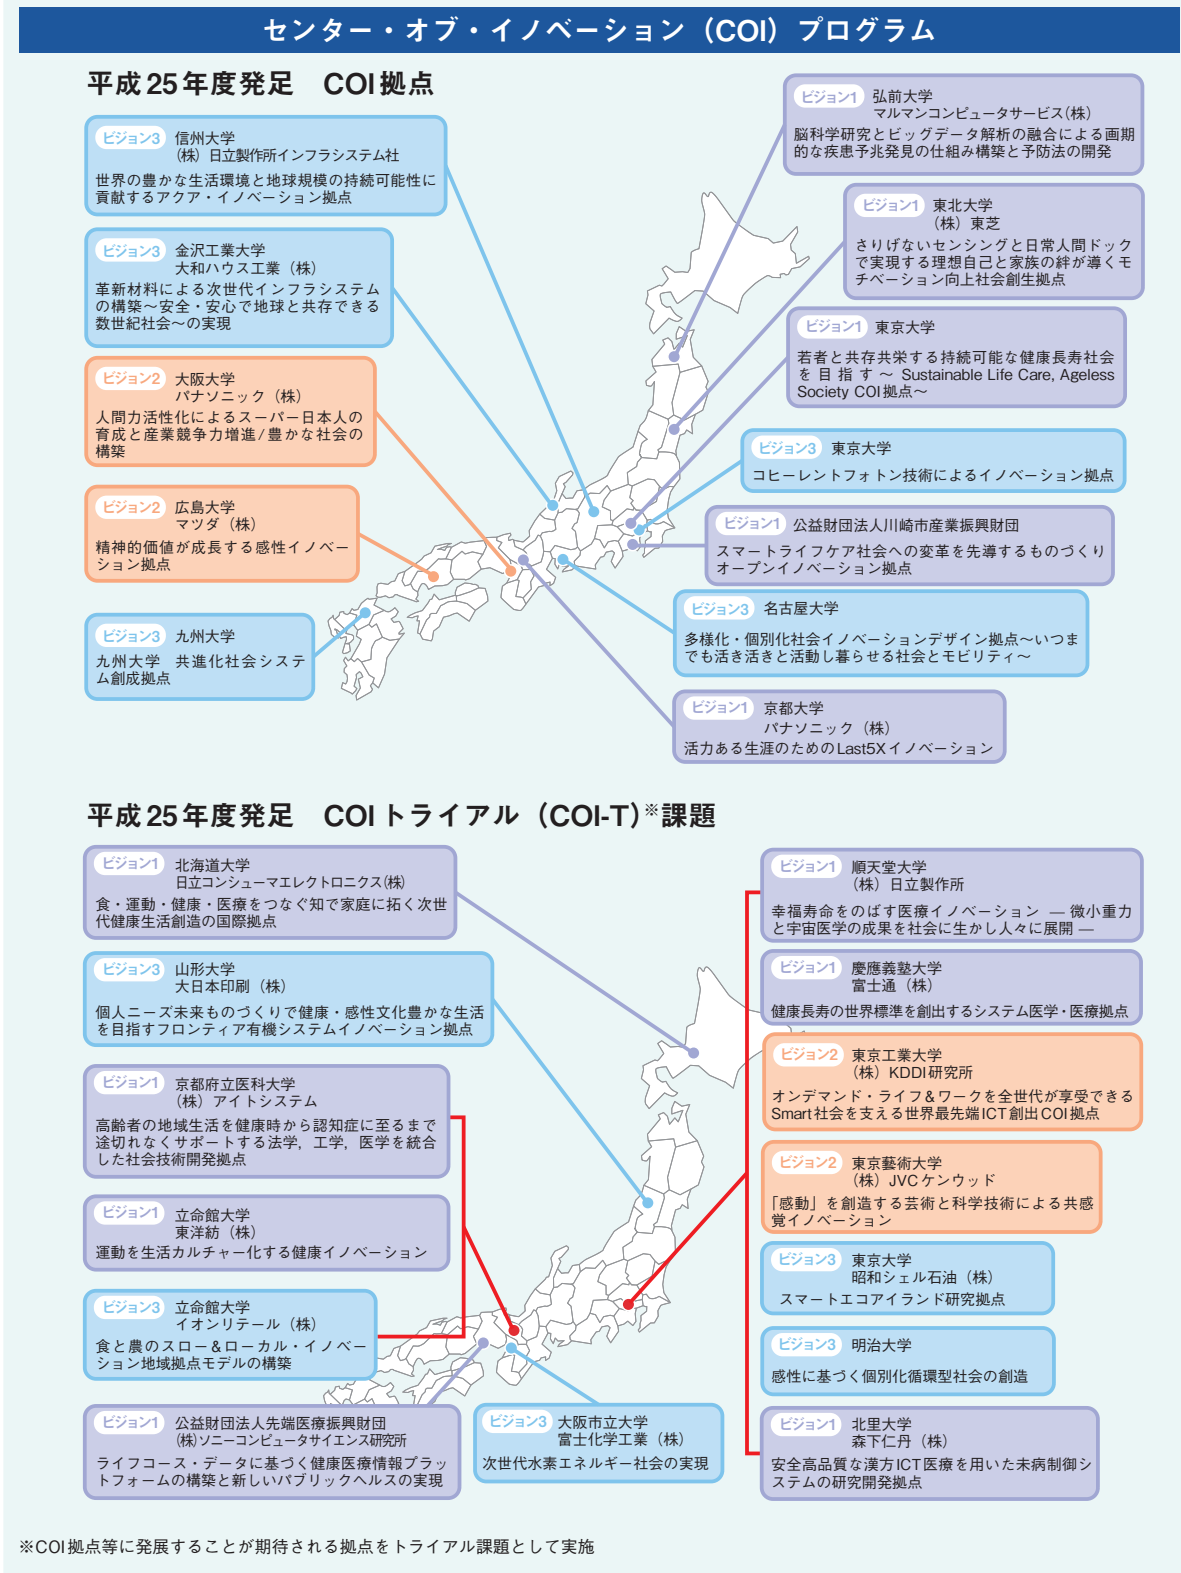 センター・オブ・イノベーション（COI）プログラム
平成25年度発足　COI拠点
ビジョン3 信州大学
（株）日立製作所インフラシステム社
世界の豊かな生活環境と地球規模の持続可能性に
貢献するアクア・イノベーション拠点
ビジョン3 金沢工業大学
大和ハウス工業（株）
革新材料による次世代インフラシステム
の構築～安全・安心で地球と共存できる
数世紀社会～の実現
ビジョン2 大阪大学
パナソニック（株）
人間力活性化によるスーパー日本人の
育成と産業競争力増進/豊かな社会の
構築
ビジョン2 広島大学
マツダ（株）
精神的価値が成長する感性イノベー
ション拠点
ビジョン3 九州大学
九州大学　共進化社会システ
ム創成拠点
ビジョン1 弘前大学
マルマンコンピュータサービス（株）
脳科学研究とビッグデータ解析の融合による画期
的な疾患予兆発見の仕組み構築と予防法の開発
ビジョン1 東北大学
（株）東芝
さりげないセンシングと日常人間ドック
で実現する理想自己と家族の絆が導くモ
チベーション向上社会創生拠点
ビジョン1 東京大学
若者と共存共栄する持続可能な健康長寿社会
を目指す～ Sustainable Life Care, Ageless
Society COI拠点～
ビジョン3 東京大学
コヒーレントフォトン技術によるイノベーション拠点
ビジョン1 公益財団法人川崎市産業振興財団
スマートライフケア社会への変革を先導するものづくり
オープンイノベーション拠点
ビジョン3 名古屋大学
多様化・個別化社会イノベーションデザイン拠点～いつま
でも活き活きと活動し暮らせる社会とモビリティ～
ビジョン1 京都大学
パナソニック（株）
活力ある生涯のためのLast5Xイノベーション
平成25年度発足　COIトライアル（COI-T）※課題
ビジョン1 北海道大学
日立コンシューマエレクトロニクス（株）
食・運動・健康・医療をつなぐ知で家庭に拓く次世
代健康生活創造の国際拠点
ビジョン3 山形大学
大日本印刷（株）
個人ニーズ未来ものづくりで健康・感性文化豊かな生活
を目指すフロンティア有機システムイノベーション拠点
ビジョン1 京都府立医科大学
（株）アイトシステム
高齢者の地域生活を健康時から認知症に至るまで
途切れなくサポートする法学，工学，医学を統合
した社会技術開発拠点
ビジョン1 立命館大学
東洋紡（株）
運動を生活カルチャー化する健康イノベーション
ビジョン3 立命館大学
イオンリテール（株）
食と農のスロー&ローカル・イノベー
ション地域拠点モデルの構築
ビジョン1 公益財団法人先端医療振興財団
（株）ソニーコンピュータサイエンス研究所
ライフコース・データに基づく健康医療情報プラッ
トフォームの構築と新しいパブリックヘルスの実現
ビジョン3 大阪市立大学
富士化学工業（株）
次世代水素エネルギー社会の実現
ビジョン1 順天堂大学
（株）日立製作所
幸福寿命をのばす医療イノベーション ― 微小重力
と宇宙医学の成果を社会に生かし人々に展開 ―
ビジョン1 慶應義塾大学
富士通（株）
健康長寿の世界標準を創出するシステム医学・医療拠点
ビジョン2 東京工業大学
（株）KDDI研究所
オンデマンド・ライフ&ワークを全世代が享受できる
Smart社会を支える世界最先端ICT創出COI拠点
ビジョン2 東京藝術大学
（株）JVCケンウッド
「感動」を創造する芸術と科学技術による共感
覚イノベーション
ビジョン3 東京大学
昭和シェル石油（株）
スマートエコアイランド研究拠点
ビジョン3 明治大学
感性に基づく個別化循環型社会の創造
ビジョン1 北里大学
森下仁丹（株）
安全高品質な漢方ICT医療を用いた未病制御シ
ステムの研究開発拠点
※COI拠点等に発展することが期待される拠点をトライアル課題として実施